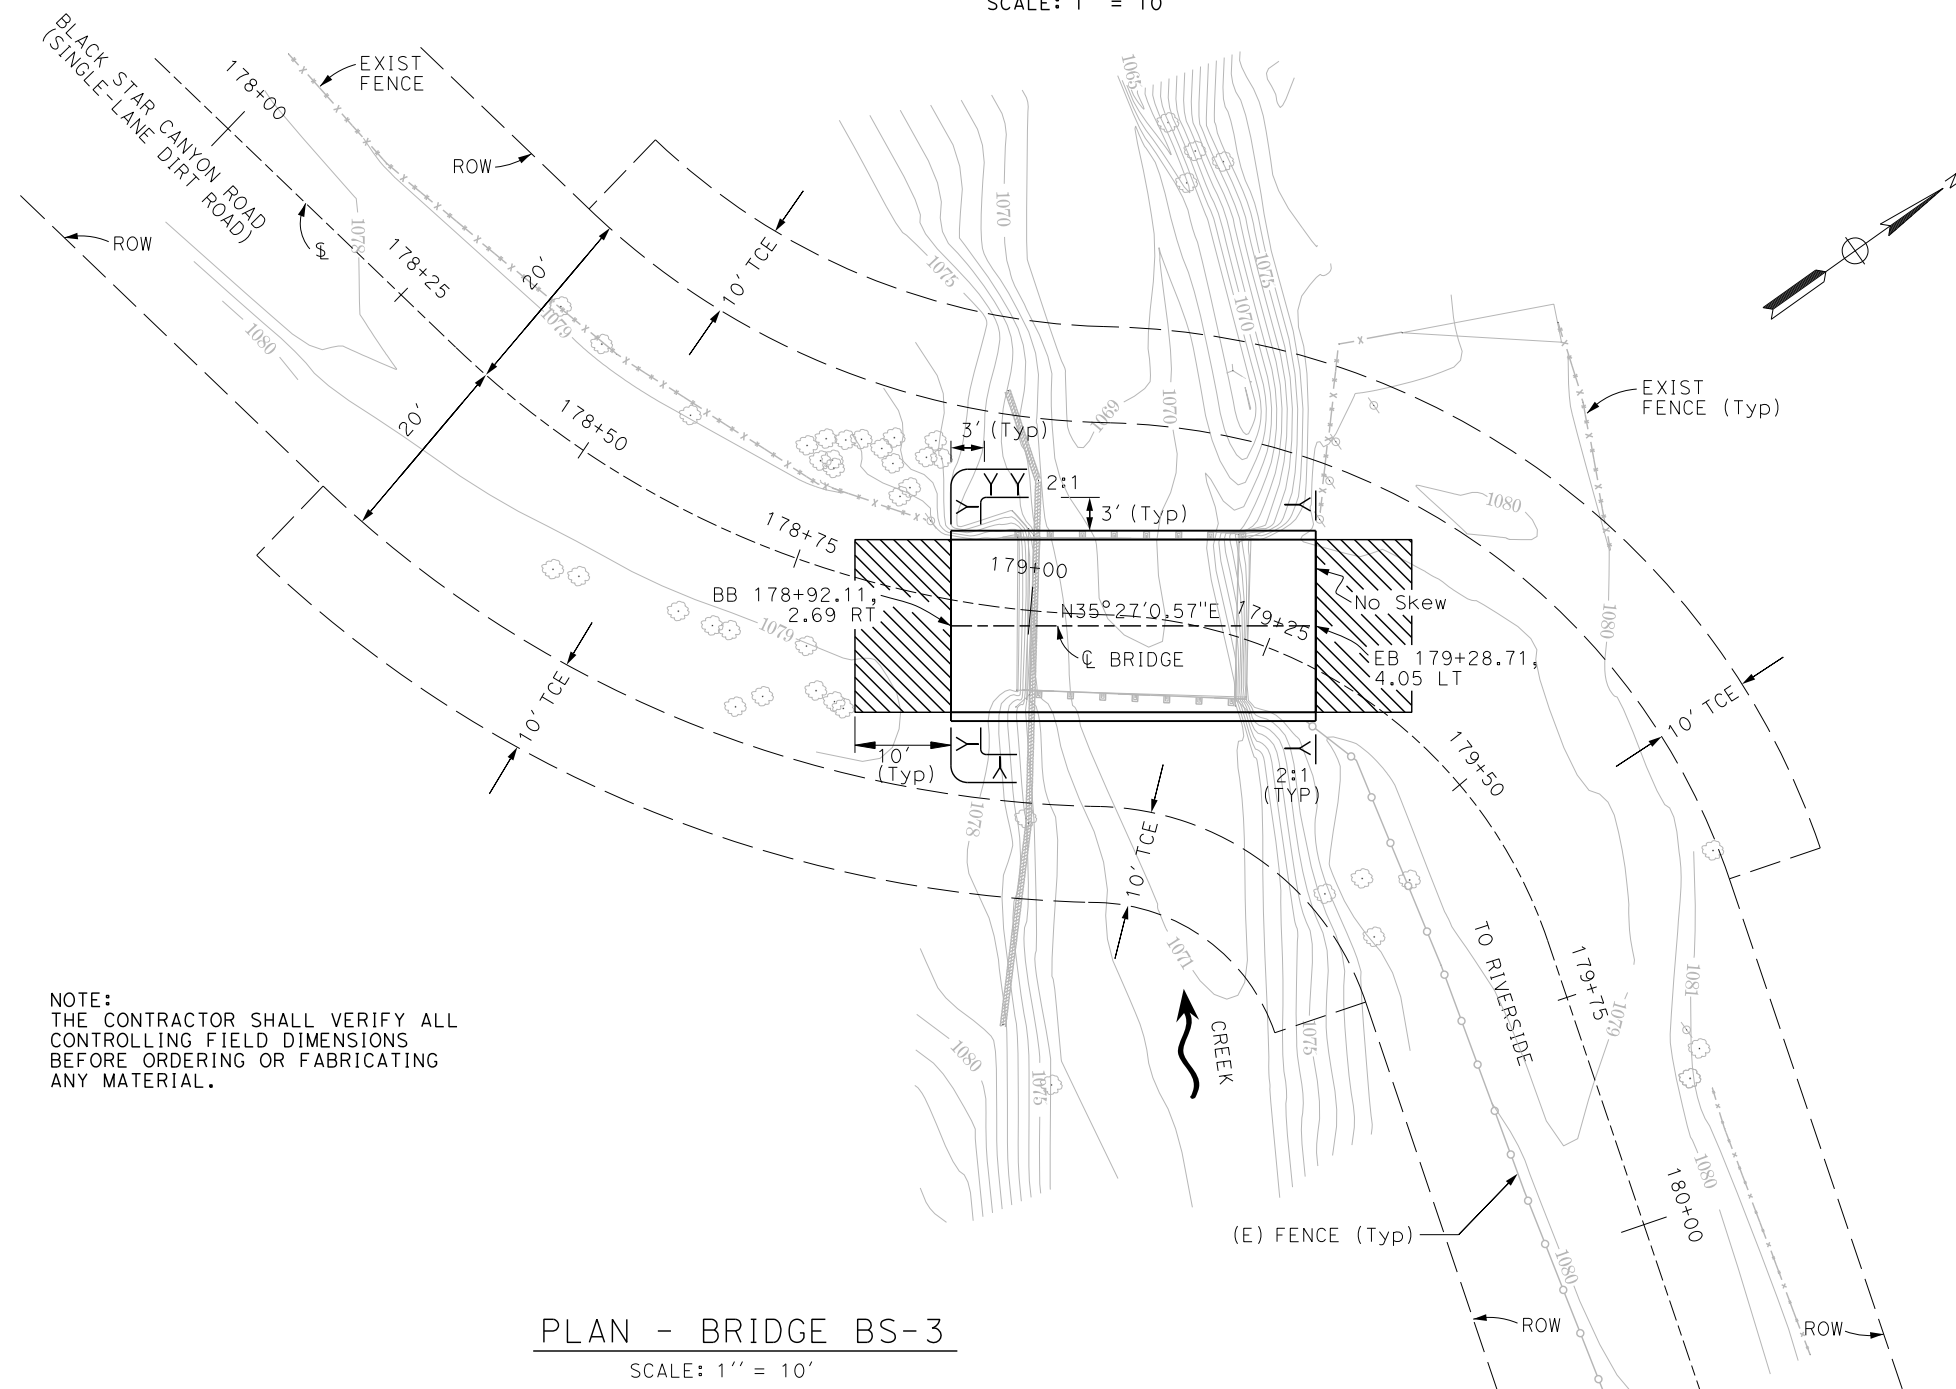 SCALE: 1'' = 10'
BLACK STAR CANYON ROAD
(SINGLE-LANE DIRT ROAD)
178+00
EXIST
FENCE
ROW
ROW
℄
1078
178+25
20'
20'
10' TCE
1079
1080
1065
1070
1075
1075
1070
1070
1069
N
EXIST
FENCE (Typ)
1080
178+50
178+75
3' (Typ)
2:1
3' (Typ)
179+00
BB 178+92.11,
2.69 RT
N35°27'0.57"E
179+25
℄ BRIDGE
No Skew
EB 179+28.71,
4.05 LT
1080
1079
10' TCE
10' TCE
10'
(Typ)
2:1
(TYP)
179+50
1078
10' TCE
1071
CREEK
TO RIVERSIDE
179+75
1079
1081
1075
1080
1075
NOTE:
THE CONTRACTOR SHALL VERIFY ALL
CONTROLLING FIELD DIMENSIONS
BEFORE ORDERING OR FABRICATING
ANY MATERIAL.
1080
180+00
(E) FENCE (Typ)
1080
ROW
ROW
PLAN - BRIDGE BS-3
SCALE: 1'' = 10'